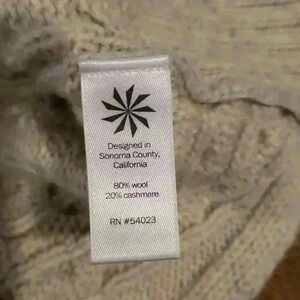 Designed in
Sonoma County,
California
80% wool
20% cashmere
RN #54023